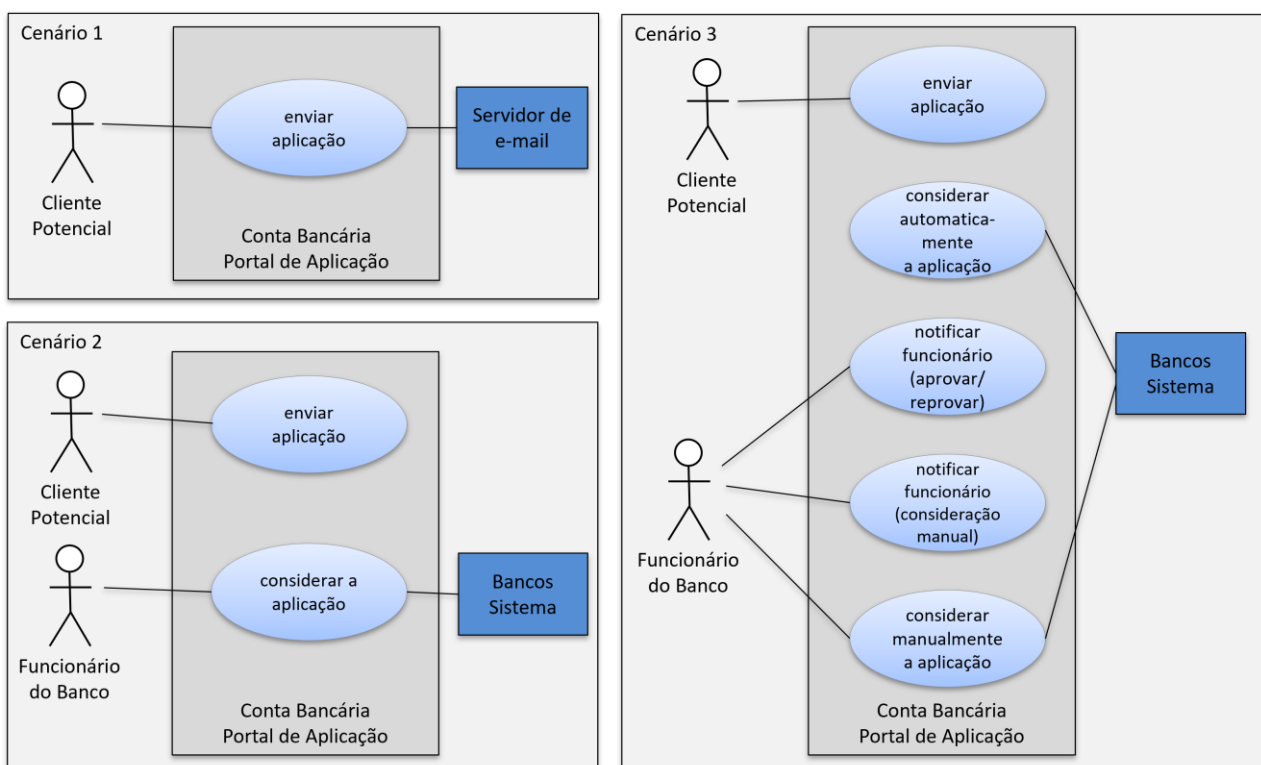 Cenário 1
enviar
aplicação
Servidor de
e-mail
Cliente
Potencial
Conta Bancária
Portal de Aplicação
Cenário 2
enviar
aplicação
Cliente
Potencial
considerar a
aplicação
Bancos
Sistema
Funcionário
do Banco
Conta Bancária
Portal de Aplicação
Cenário 3
enviar
aplicação
Cliente
Potencial
considerar
automatica-
mente
a aplicação
notificar
funcionário
(aprovar/
reprovar)
Bancos
Sistema
notificar
funcionário
(consideração
manual)
Funcionário
do Banco
considerar
manualmente
a aplicação
Conta Bancária
Portal de Aplicação